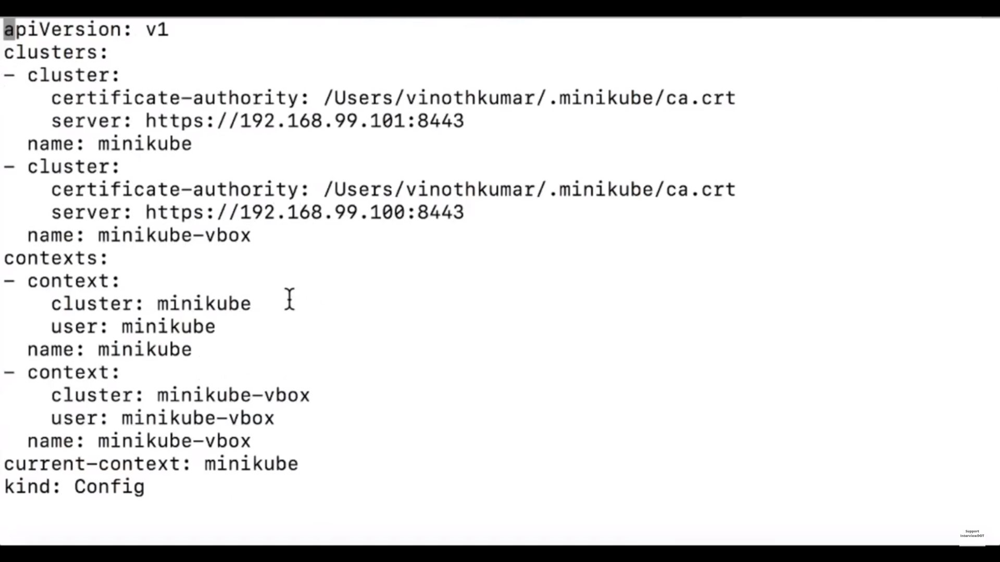 apiVersion: v1
clusters:
- cluster:
    certificate-authority: /Users/vinothkumar/.minikube/ca.crt
    server: https://192.168.99.101:8443
  name: minikube
- cluster:
    certificate-authority: /Users/vinothkumar/.minikube/ca.crt
    server: https://192.168.99.100:8443
  name: minikube-vbox
contexts:
- context:
    cluster: minikube
    user: minikube
  name: minikube
- context:
    cluster: minikube-vbox
    user: minikube-vbox
  name: minikube-vbox
current-context: minikube
kind: Config
Support
InterviewDOT